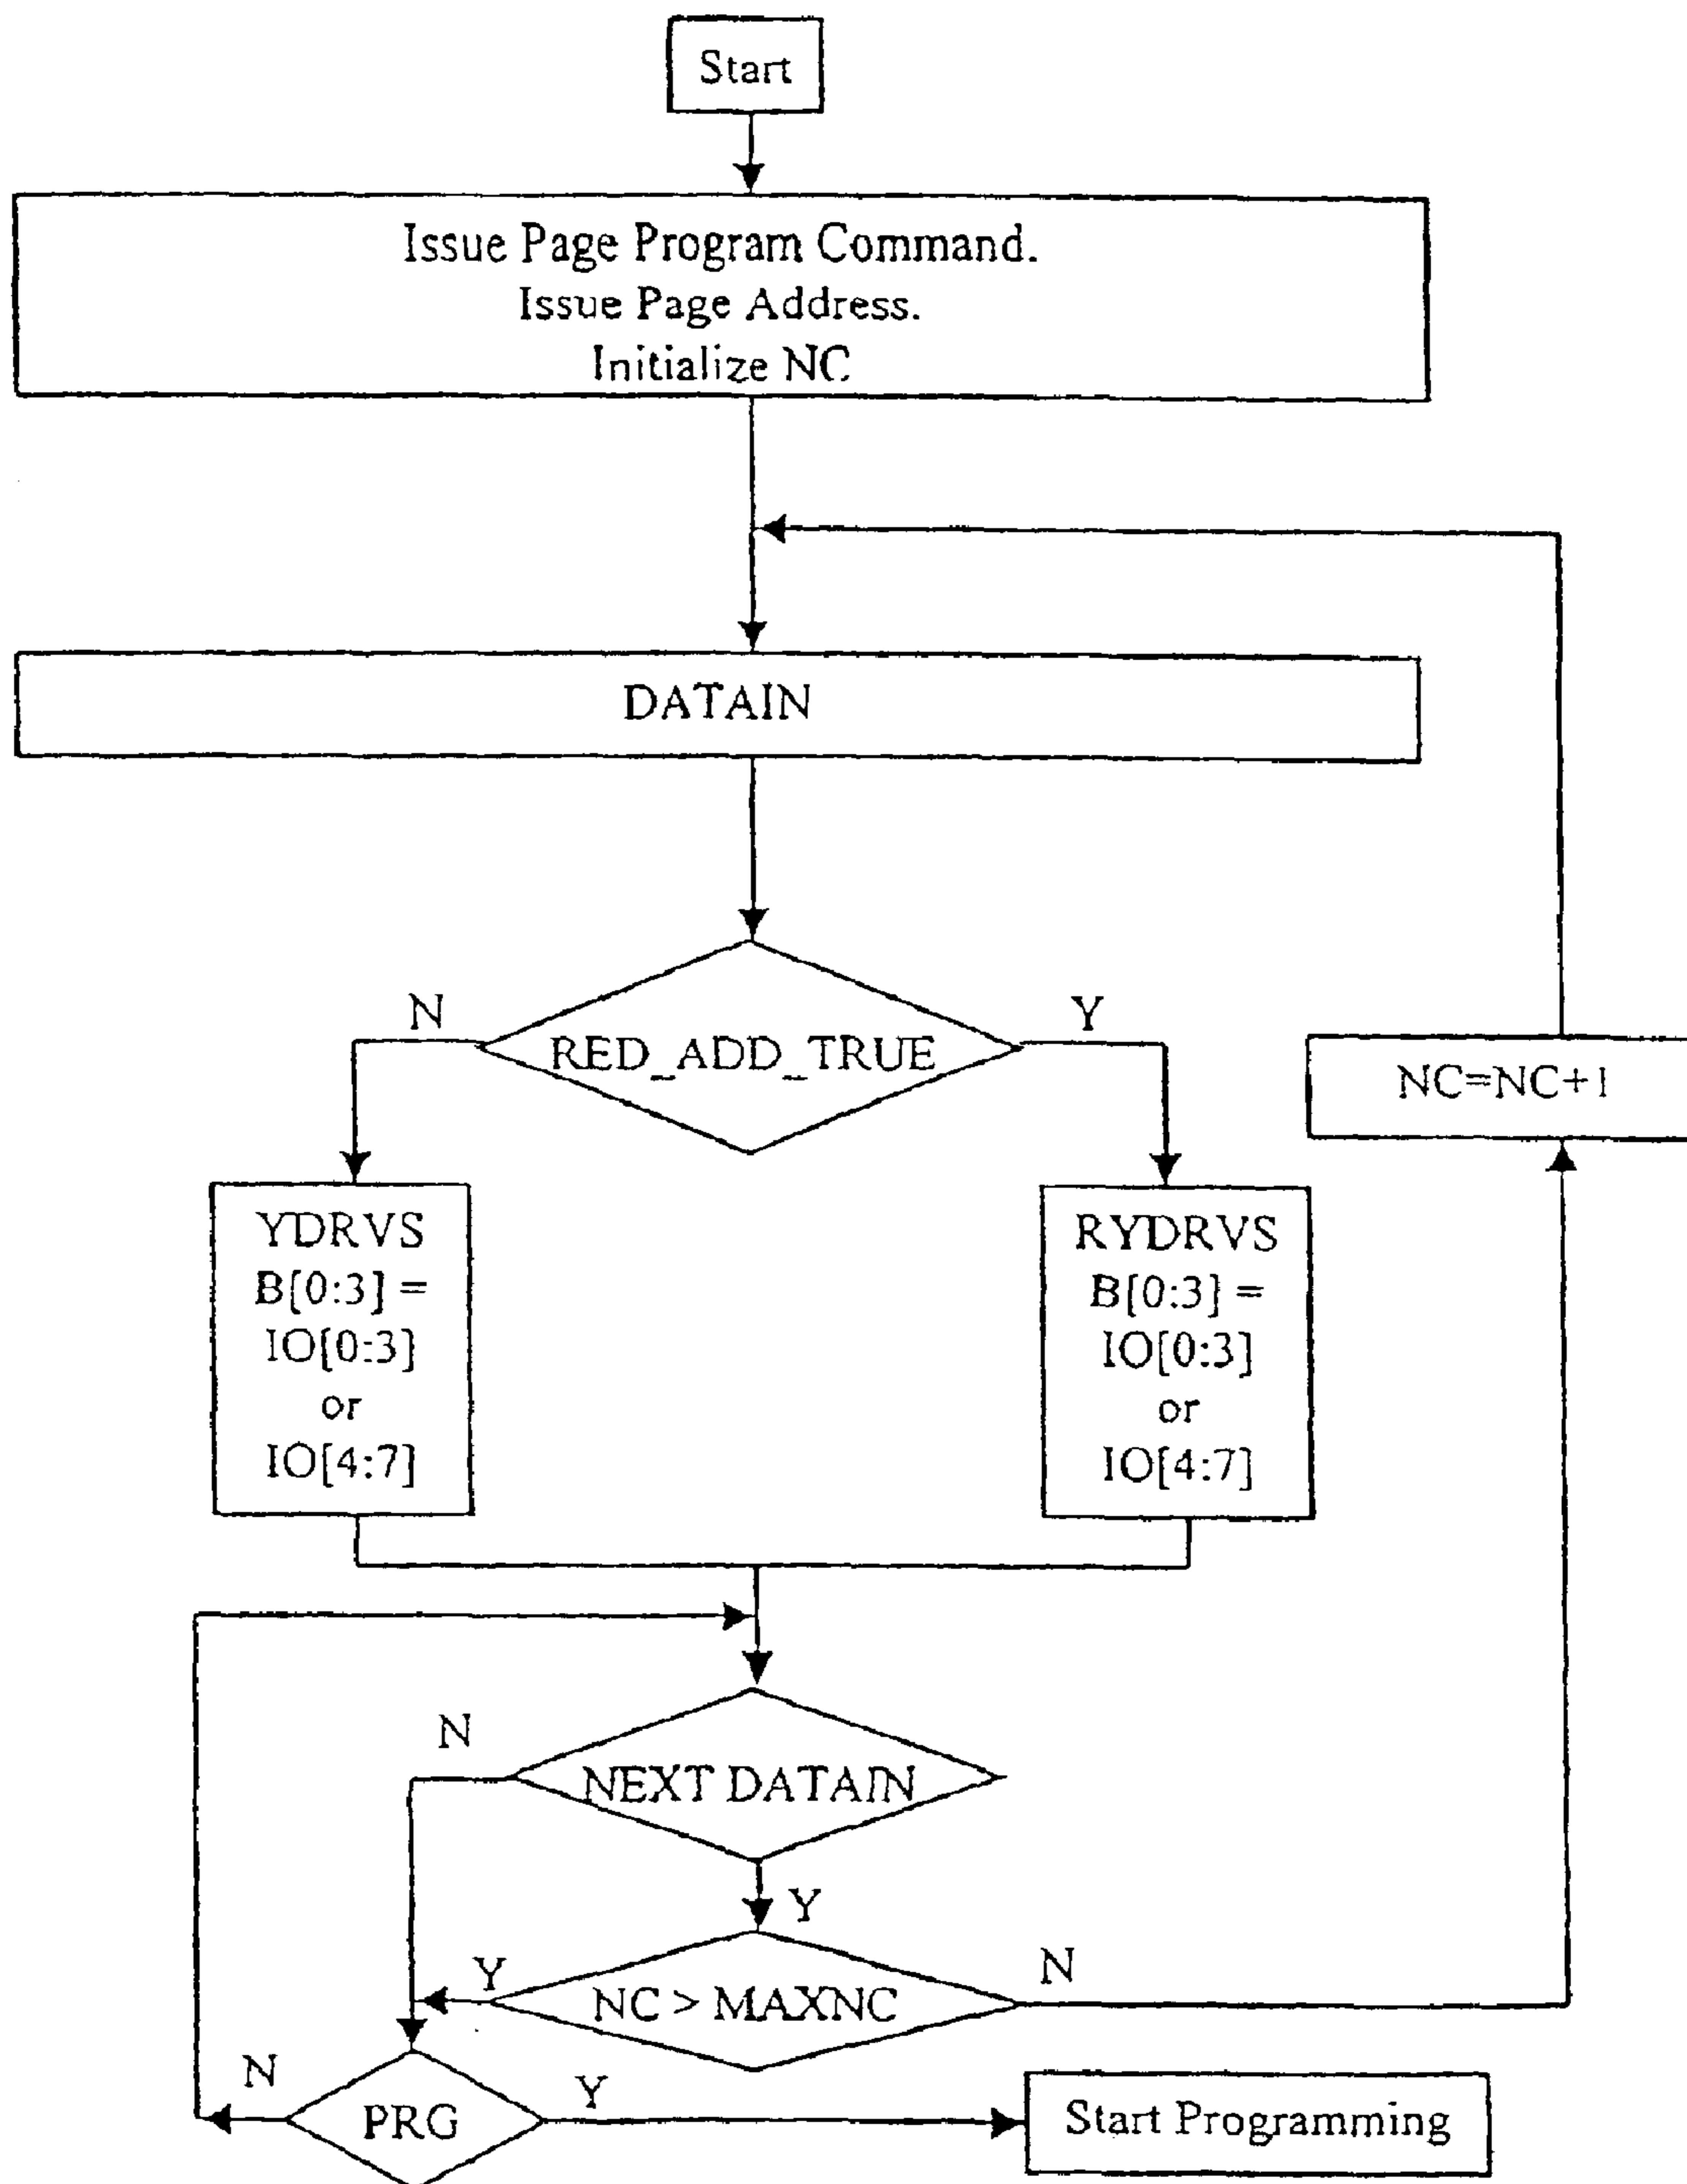 Start
Issue Page Program Command.
Issue Page Address.
Initialize NC
DATAIN
N
Y
RED_ADD_TRUE
NC=NC+1
YDRVS
B[0:3] =
IO[0:3]
or
IO[4:7]
RYDRVS
B[0:3] =
IO[0:3]
or
IO[4:7]
N
NEXT DATAIN
Y
Y
N
NC > MAXNC
N
Y
PRG
Start Programming